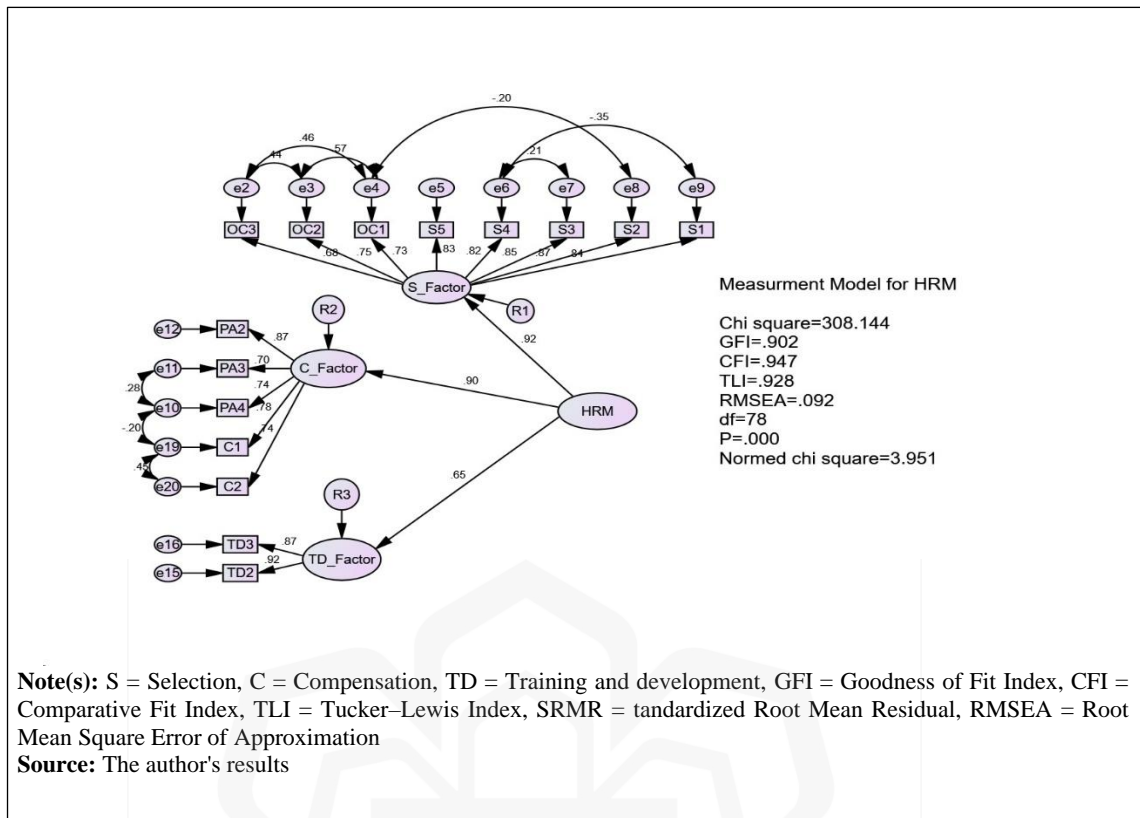 -.20
-.35
.46
.44
.57
.21
e2 e3 e4 e5 e6 e7 e8 e9
OC3 OC2 OC1 S5 S4 S3 S2 S1
.68 .75 .73 .83 .82 .85 .87 .84
S_Factor
R1
.92
R2
e12 PA2
.87
e11 PA3
.70
C_Factor
.28
.74
e10 PA4
.78
.90
HRM
-.20
.74
e19 C1
.45
e20 C2
.65
R3
e16 TD3
.87
TD_Factor
.92
e15 TD2
Measurment Model for HRM
Chi square=308.144
GFI=.902
CFI=.947
TLI=.928
RMSEA=.092
df=78
P=.000
Normed chi square=3.951
Note(s): S = Selection, C = Compensation, TD = Training and development, GFI = Goodness of Fit Index, CFI =
Comparative Fit Index, TLI = Tucker–Lewis Index, SRMR = tandardized Root Mean Residual, RMSEA = Root
Mean Square Error of Approximation
Source: The author's results